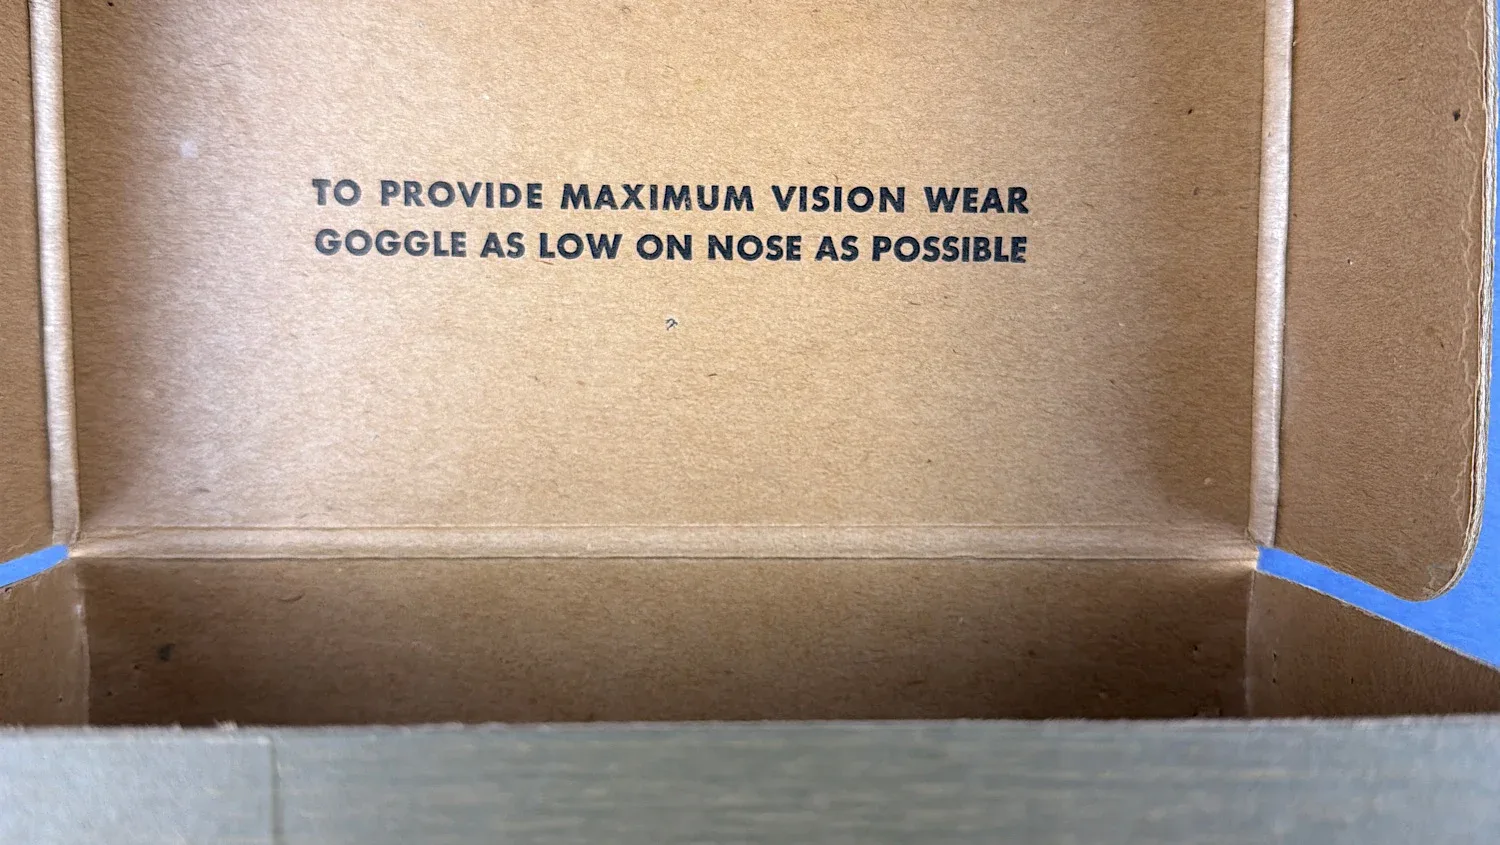 TO PROVIDE MAXIMUM VISION WEAR
GOGGLE AS LOW ON NOSE AS POSSIBLE